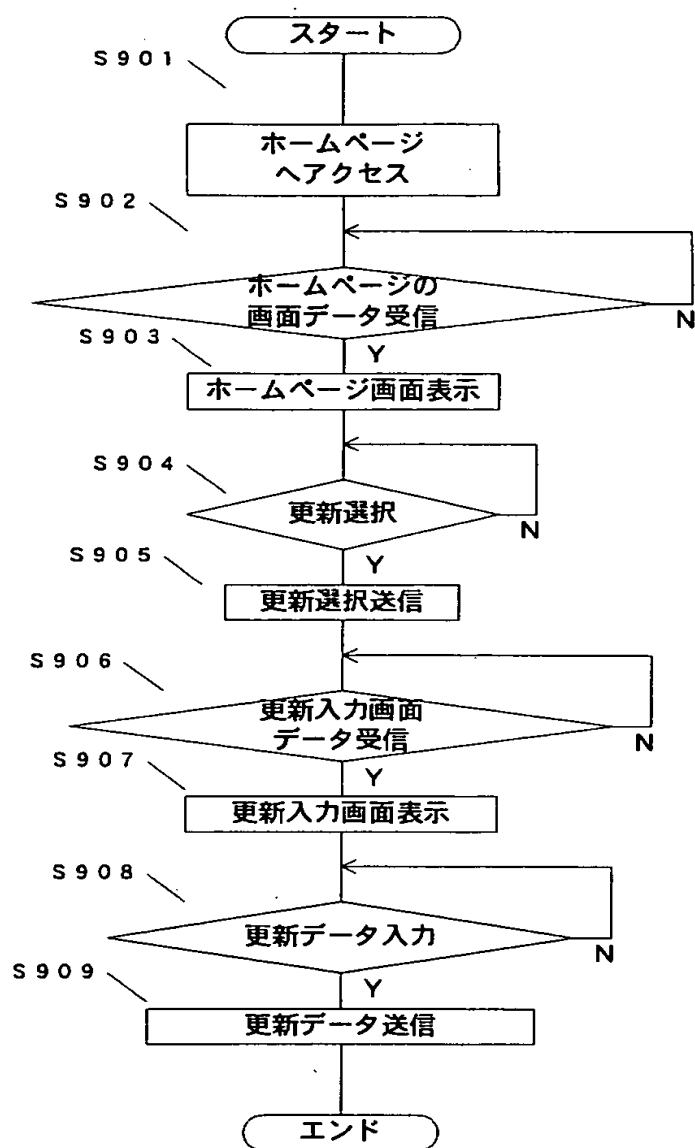 スタート
S901
ホームページ
へアクセス
S902
ホームページの
画面データ受信
N
Y
S903
ホームページ画面表示
S904
更新選択
N
Y
S905
更新選択送信
S906
更新入力画面
データ受信
N
Y
S907
更新入力画面表示
S908
更新データ入力
N
Y
S909
更新データ送信
エンド